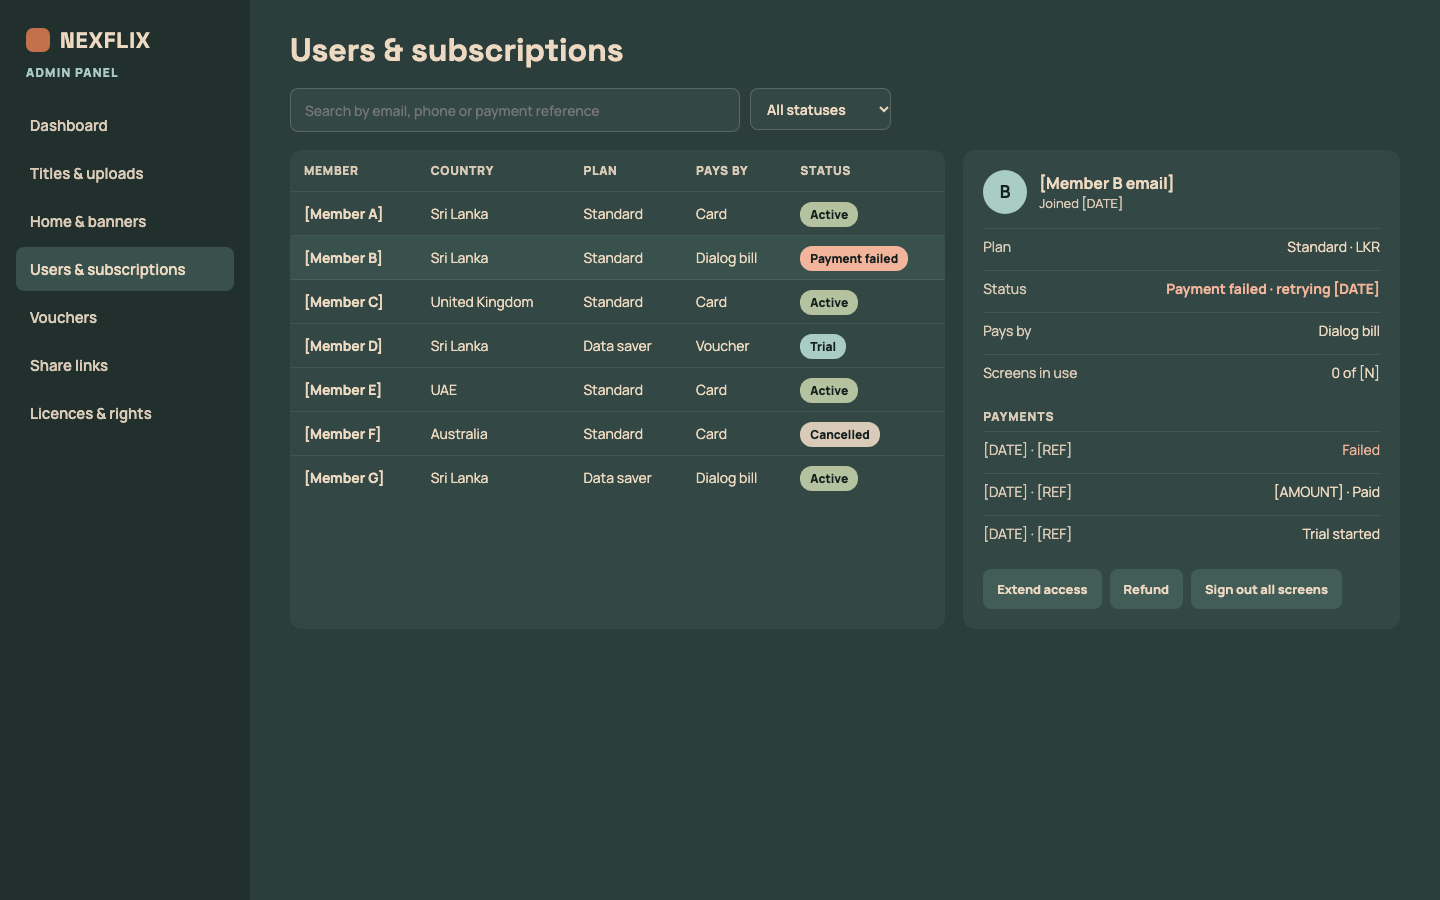 NEXFLIX
ADMIN PANEL
Dashboard
Titles & uploads
Home & banners
Users & subscriptions
Vouchers
Share links
Licences & rights
Users & subscriptions
Search by email, phone or payment reference
All statuses
MEMBER COUNTRY PLAN PAYS BY STATUS
[Member A] Sri Lanka Standard Card Active
[Member B] Sri Lanka Standard Dialog bill Payment failed
[Member C] United Kingdom Standard Card Active
[Member D] Sri Lanka Data saver Voucher Trial
[Member E] UAE Standard Card Active
[Member F] Australia Standard Card Cancelled
[Member G] Sri Lanka Data saver Dialog bill Active
B
[Member B email]
Joined [DATE]
Plan Standard · LKR
Status Payment failed · retrying [DATE]
Pays by Dialog bill
Screens in use 0 of [N]
PAYMENTS
[DATE] · [REF] Failed
[DATE] · [REF] [AMOUNT] · Paid
[DATE] · [REF] Trial started
Extend access Refund Sign out all screens